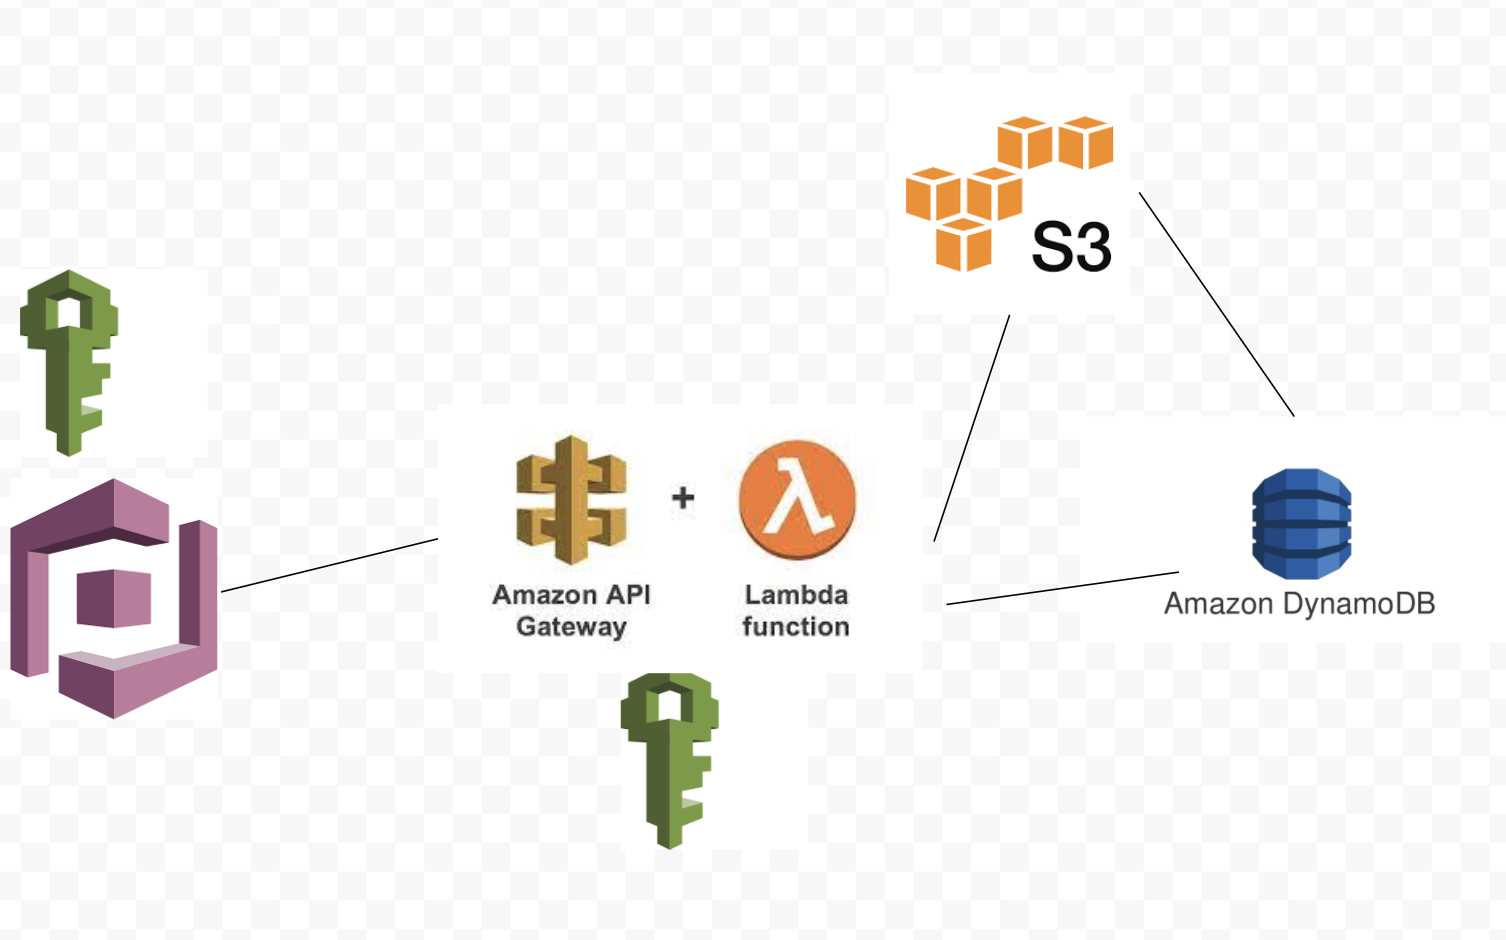 S3
+
Amazon API
Gateway
Lambda
function
Amazon DynamoDB